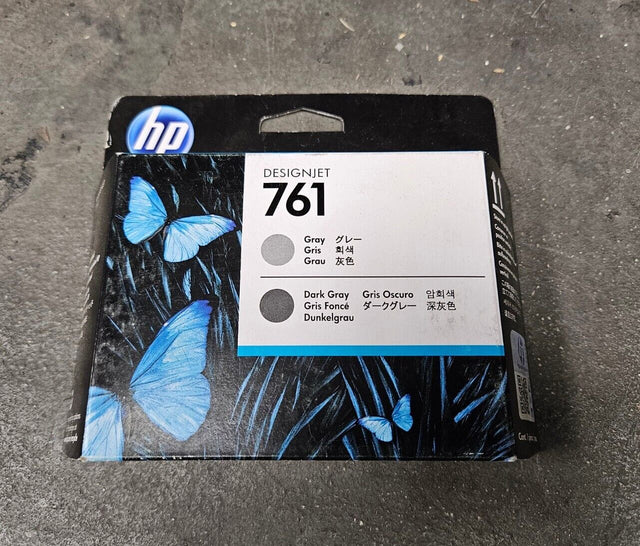 hp
DESIGNJET
761
Gray グレー
Gris 회색
Grau 灰色
Dark Gray Gris Oscuro 암회색
Gris Foncé ダークグレー 深灰色
Dunkelgrau